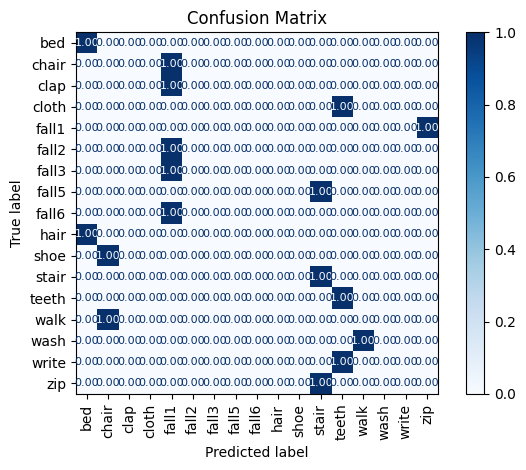 Confusion Matrix
bed 1.00 0.00 0.00 0.00 0.00 0.00 0.00 0.00 0.00 0.00 0.00 0.00 0.00 0.00 0.00 0.00 0.00
chair 0.00 0.00 0.00 0.00 1.00 0.00 0.00 0.00 0.00 0.00 0.00 0.00 0.00 0.00 0.00 0.00 0.00
clap 0.00 0.00 0.00 0.00 1.00 0.00 0.00 0.00 0.00 0.00 0.00 0.00 0.00 0.00 0.00 0.00 0.00
cloth 0.00 0.00 0.00 0.00 0.00 0.00 0.00 0.00 0.00 0.00 0.00 0.00 1.00 0.00 0.00 0.00 0.00
fall1 0.00 0.00 0.00 0.00 0.00 0.00 0.00 0.00 0.00 0.00 0.00 0.00 0.00 0.00 0.00 0.00 1.00
fall2 0.00 0.00 0.00 0.00 1.00 0.00 0.00 0.00 0.00 0.00 0.00 0.00 0.00 0.00 0.00 0.00 0.00
fall3 0.00 0.00 0.00 0.00 1.00 0.00 0.00 0.00 0.00 0.00 0.00 0.00 0.00 0.00 0.00 0.00 0.00
fall5 0.00 0.00 0.00 0.00 0.00 0.00 0.00 0.00 0.00 0.00 0.00 1.00 0.00 0.00 0.00 0.00 0.00
fall6 0.00 0.00 0.00 0.00 1.00 0.00 0.00 0.00 0.00 0.00 0.00 0.00 0.00 0.00 0.00 0.00 0.00
hair 1.00 0.00 0.00 0.00 0.00 0.00 0.00 0.00 0.00 0.00 0.00 0.00 0.00 0.00 0.00 0.00 0.00
shoe 0.00 1.00 0.00 0.00 0.00 0.00 0.00 0.00 0.00 0.00 0.00 0.00 0.00 0.00 0.00 0.00 0.00
stair 0.00 0.00 0.00 0.00 0.00 0.00 0.00 0.00 0.00 0.00 0.00 1.00 0.00 0.00 0.00 0.00 0.00
teeth 0.00 0.00 0.00 0.00 0.00 0.00 0.00 0.00 0.00 0.00 0.00 0.00 1.00 0.00 0.00 0.00 0.00
walk 0.00 1.00 0.00 0.00 0.00 0.00 0.00 0.00 0.00 0.00 0.00 0.00 0.00 0.00 0.00 0.00 0.00
wash 0.00 0.00 0.00 0.00 0.00 0.00 0.00 0.00 0.00 0.00 0.00 0.00 0.00 1.00 0.00 0.00 0.00
write 0.00 0.00 0.00 0.00 0.00 0.00 0.00 0.00 0.00 0.00 0.00 0.00 1.00 0.00 0.00 0.00 0.00
zip 0.00 0.00 0.00 0.00 0.00 0.00 0.00 0.00 0.00 0.00 0.00 1.00 0.00 0.00 0.00 0.00 0.00
True label
bed chair clap cloth fall1 fall2 fall3 fall5 fall6 hair shoe stair teeth walk wash write zip
Predicted label
1.0
0.8
0.6
0.4
0.2
0.0